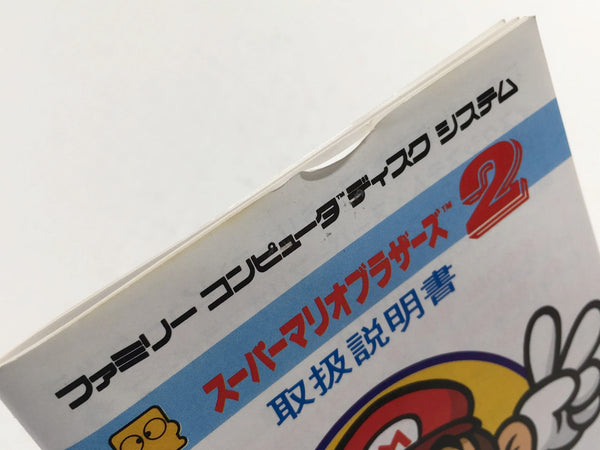 ファミリー コンピュータ™ ディスク システム
スーパーマリオブラザーズ™2
取扱説明書
M